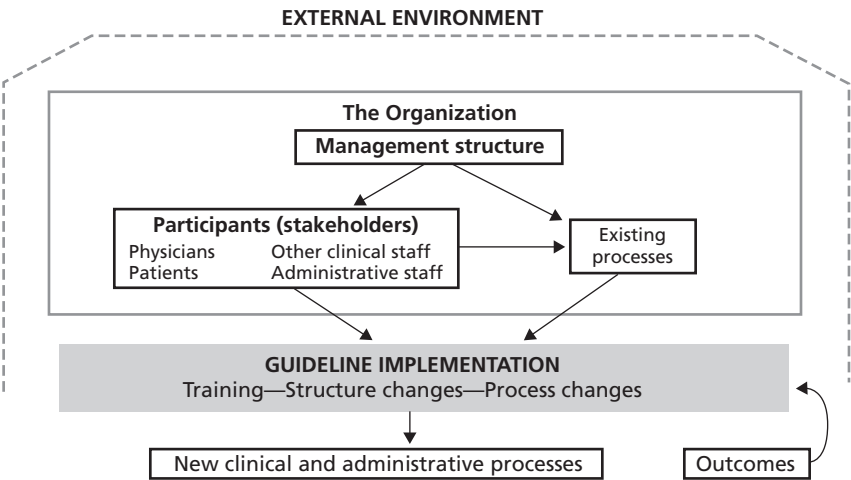 EXTERNAL ENVIRONMENT
The Organization
Management structure
Participants (stakeholders)
Physicians Other clinical staff
Patients Administrative staff
Existing
processes
GUIDELINE IMPLEMENTATION
Training—Structure changes—Process changes
New clinical and administrative processes
Outcomes